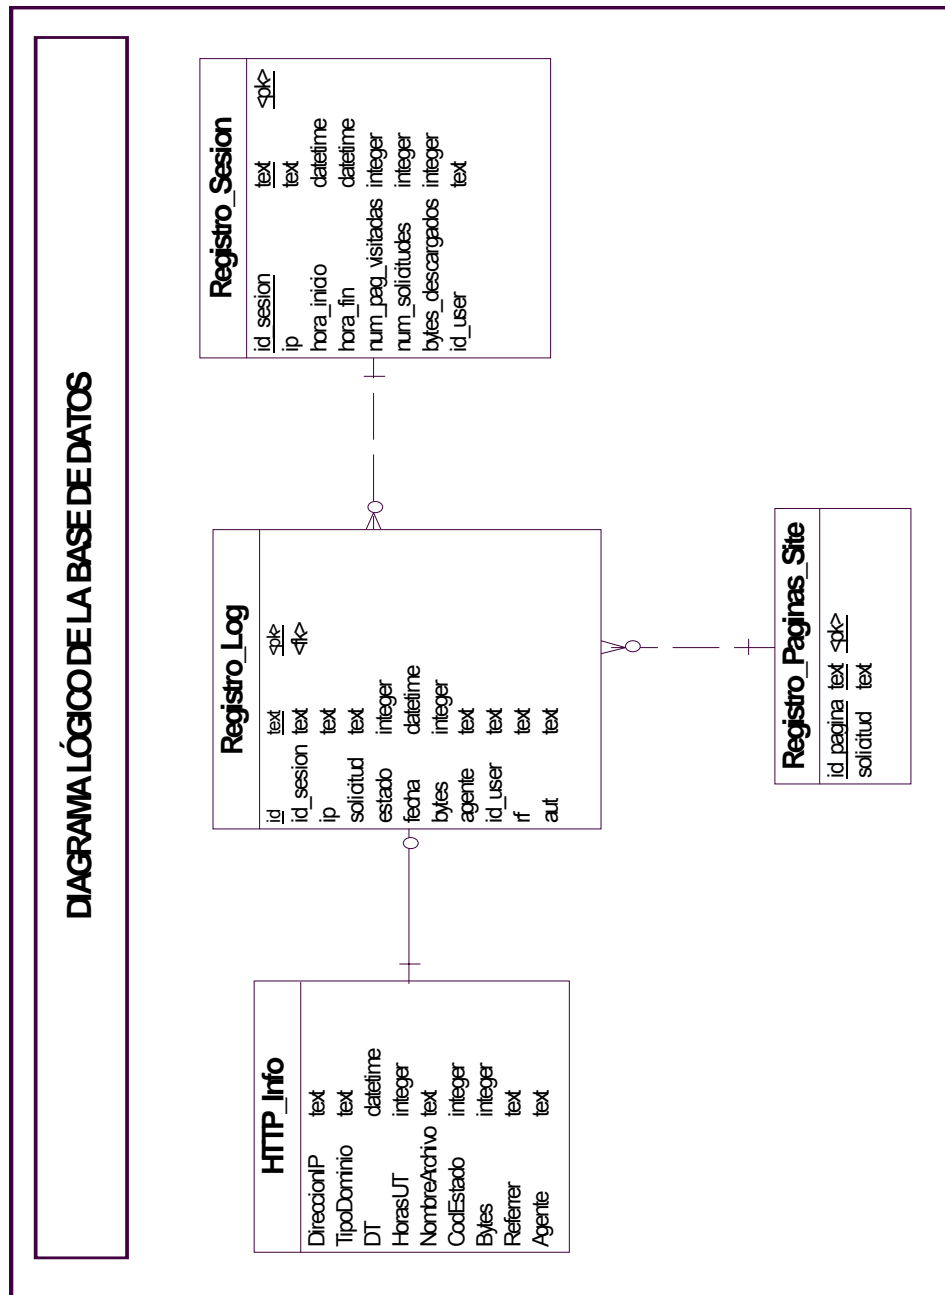 DIAGRAMA LÓGICO DE LA BASE DE DATOS
HTTP_Info
DireccionIP text
TipoDominio text
DT datetime
HorasUT integer
NombreArchivo text
CodEstado integer
Bytes integer
Referrer text
Agente text
Registro_Log
id text <pk>
id_sesion text <fk>
ip text
solicitud text
estado integer
fecha datetime
bytes integer
agente text
id_user text
rf text
aut text
Registro_Sesion
id_sesion text <pk>
ip text
hora_inicio datetime
hora_fin datetime
num_pag_visitadas integer
num_solicitudes integer
bytes_descargados integer
id_user text
Registro_Paginas_Site
id_pagina text <pk>
solicitud text